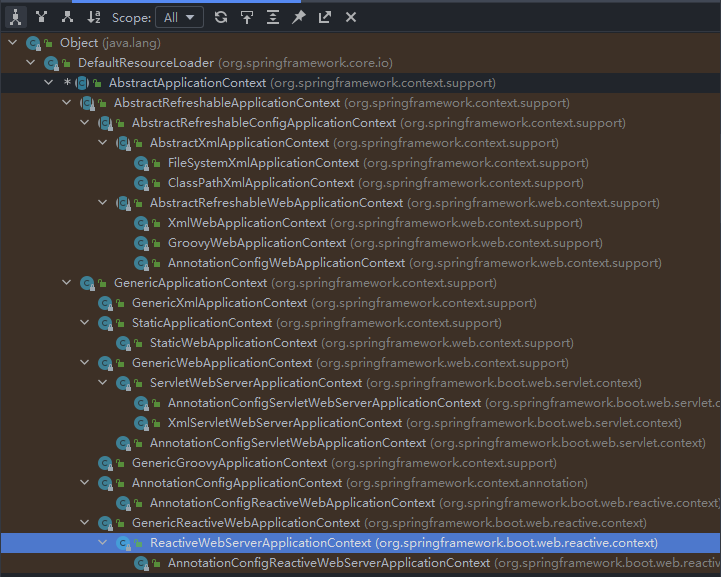 Scope: All
Object (java.lang)
DefaultResourceLoader (org.springframework.core.io)
* AbstractApplicationContext (org.springframework.context.support)
AbstractRefreshableApplicationContext (org.springframework.context.support)
AbstractRefreshableConfigApplicationContext (org.springframework.context.support)
AbstractXmlApplicationContext (org.springframework.context.support)
FileSystemXmlApplicationContext (org.springframework.context.support)
ClassPathXmlApplicationContext (org.springframework.context.support)
AbstractRefreshableWebApplicationContext (org.springframework.web.context.support)
XmlWebApplicationContext (org.springframework.web.context.support)
GroovyWebApplicationContext (org.springframework.web.context.support)
AnnotationConfigWebApplicationContext (org.springframework.web.context.support)
GenericApplicationContext (org.springframework.context.support)
GenericXmlApplicationContext (org.springframework.context.support)
StaticApplicationContext (org.springframework.context.support)
StaticWebApplicationContext (org.springframework.web.context.support)
GenericWebApplicationContext (org.springframework.web.context.support)
ServletWebServerApplicationContext (org.springframework.boot.web.servlet.context)
AnnotationConfigServletWebServerApplicationContext (org.springframework.boot.web.servlet.c
XmlServletWebServerApplicationContext (org.springframework.boot.web.servlet.context)
AnnotationConfigServletWebApplicationContext (org.springframework.boot.web.servlet.context)
GenericGroovyApplicationContext (org.springframework.context.support)
AnnotationConfigApplicationContext (org.springframework.context.annotation)
AnnotationConfigReactiveWebApplicationContext (org.springframework.boot.web.reactive.context)
GenericReactiveWebApplicationContext (org.springframework.boot.web.reactive.context)
ReactiveWebServerApplicationContext (org.springframework.boot.web.reactive.context)
AnnotationConfigReactiveWebServerApplicationContext (org.springframework.boot.web.reactive